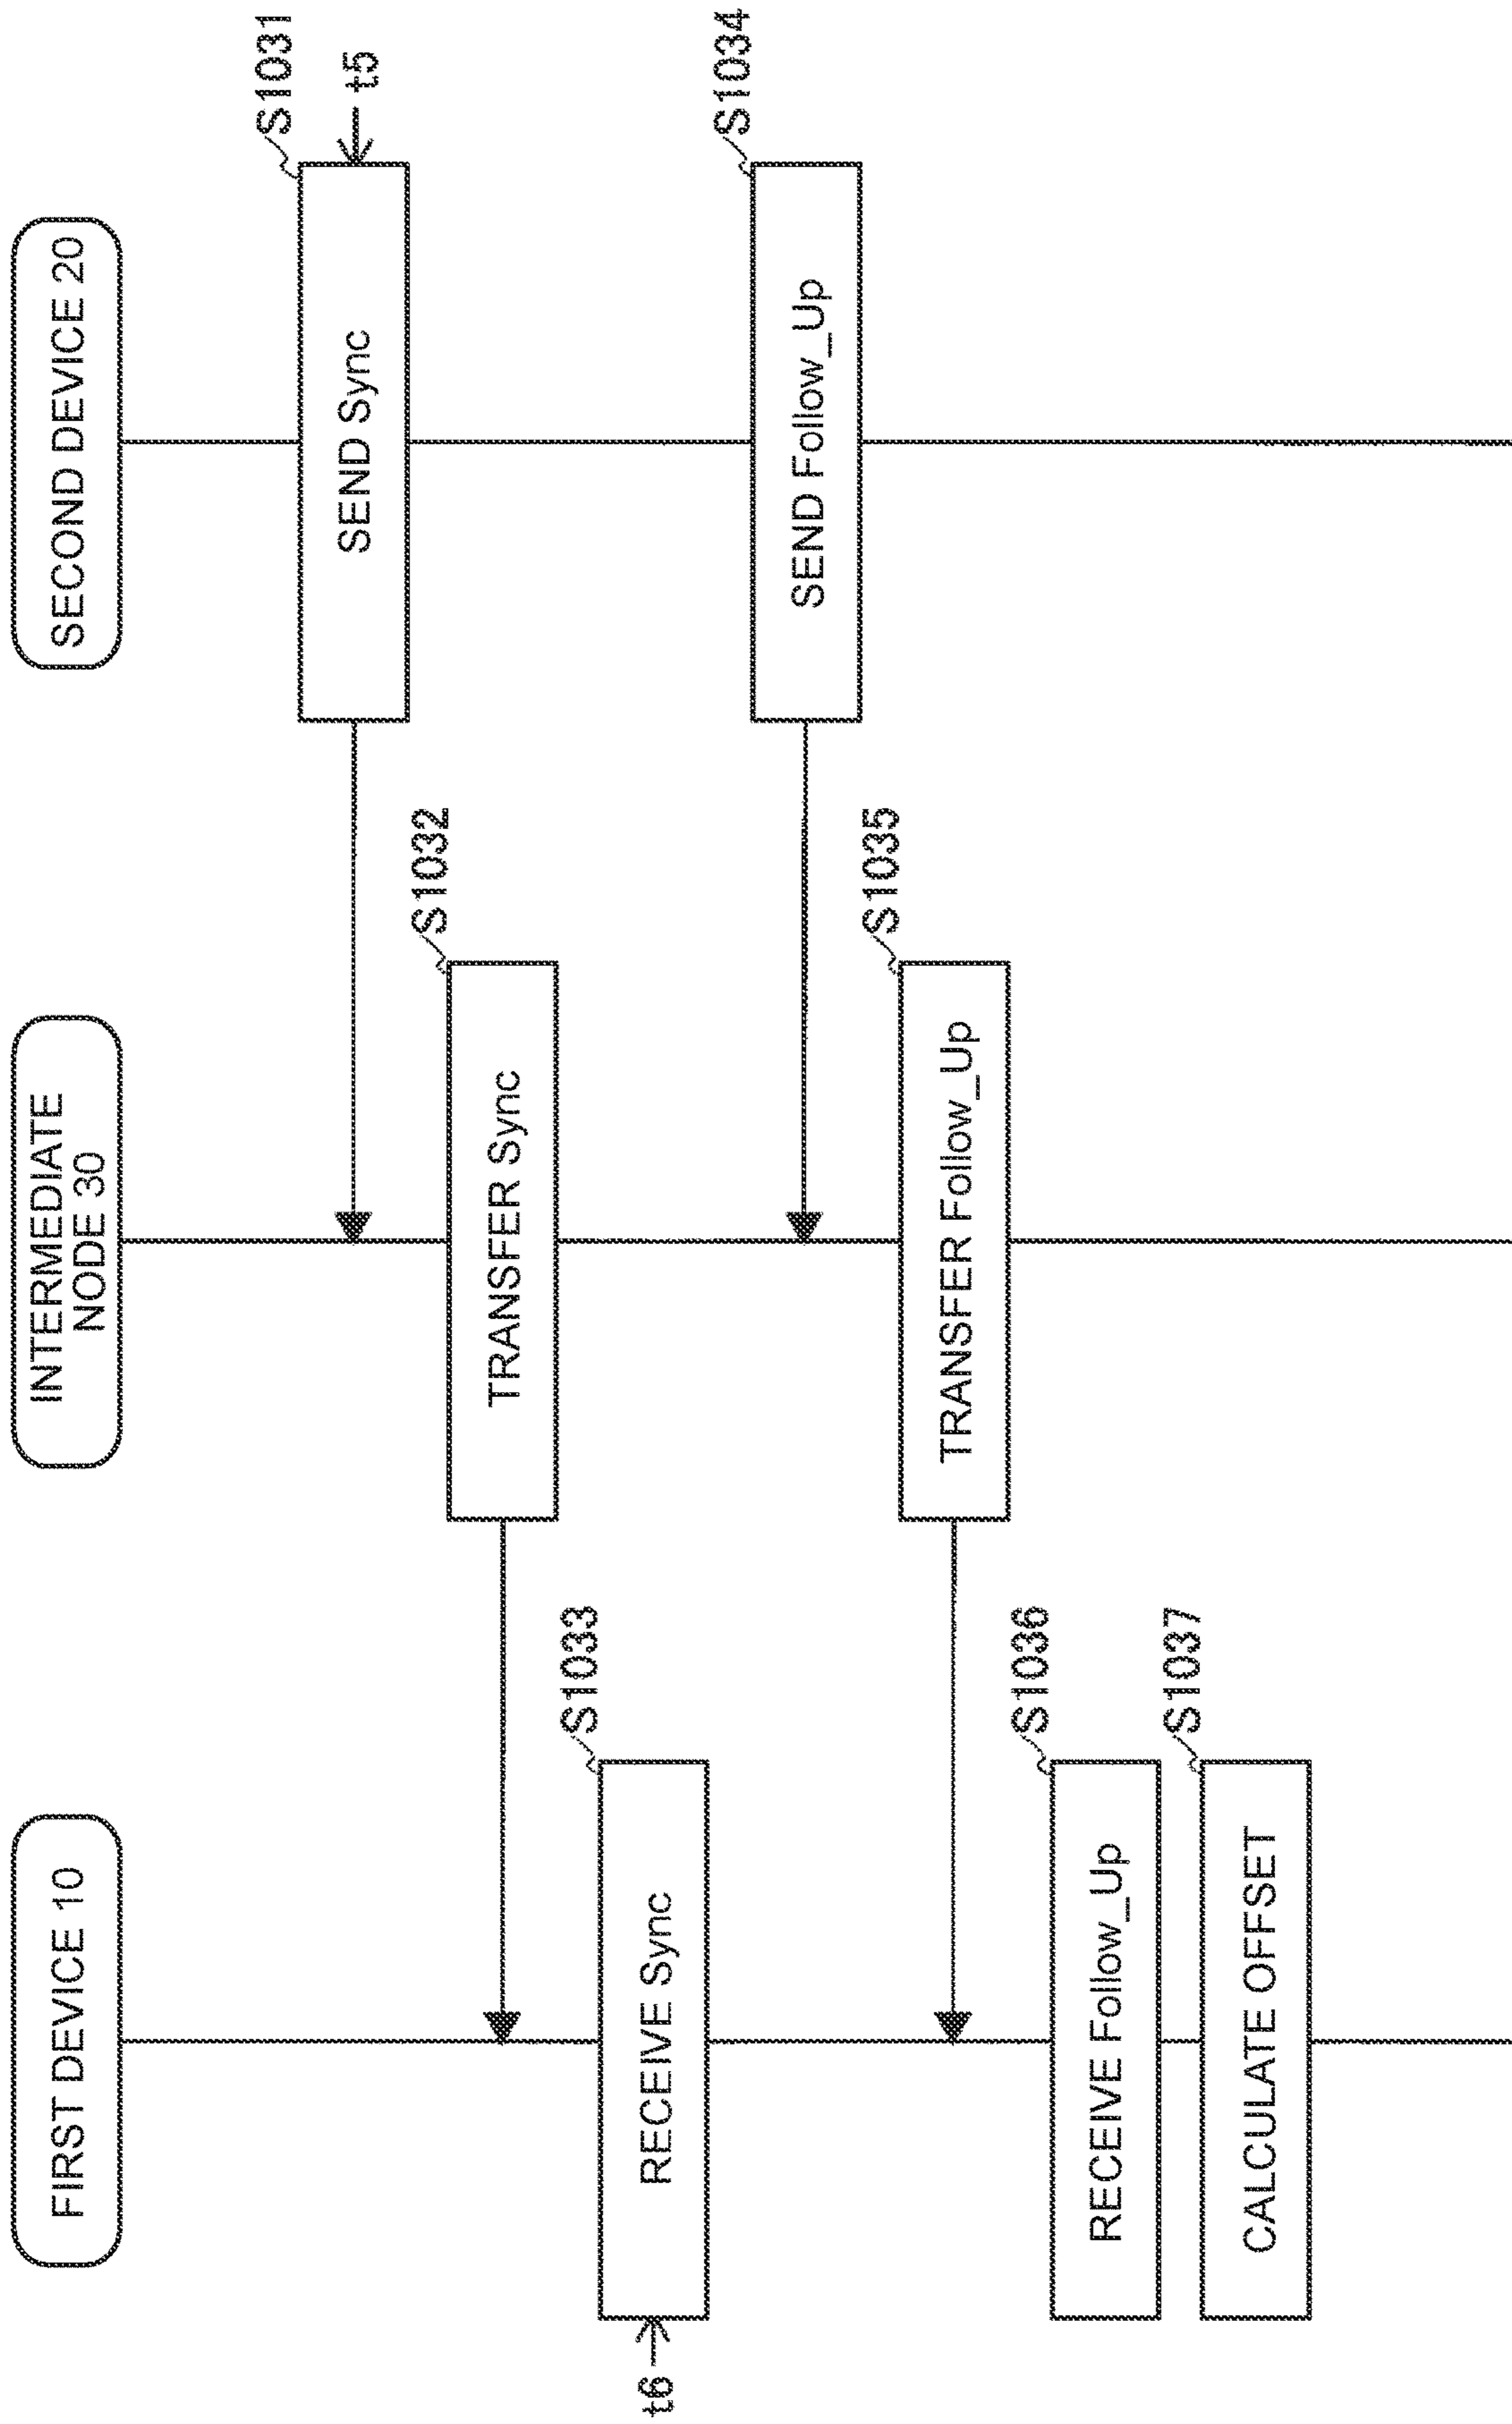 FIRST DEVICE 10
INTERMEDIATE
NODE 30
SECOND DEVICE 20
S1031
SEND Sync
t5
S1032
TRANSFER Sync
S1033
t6
RECEIVE Sync
S1034
SEND Follow_Up
S1035
TRANSFER Follow_Up
S1036
RECEIVE Follow_Up
S1037
CALCULATE OFFSET